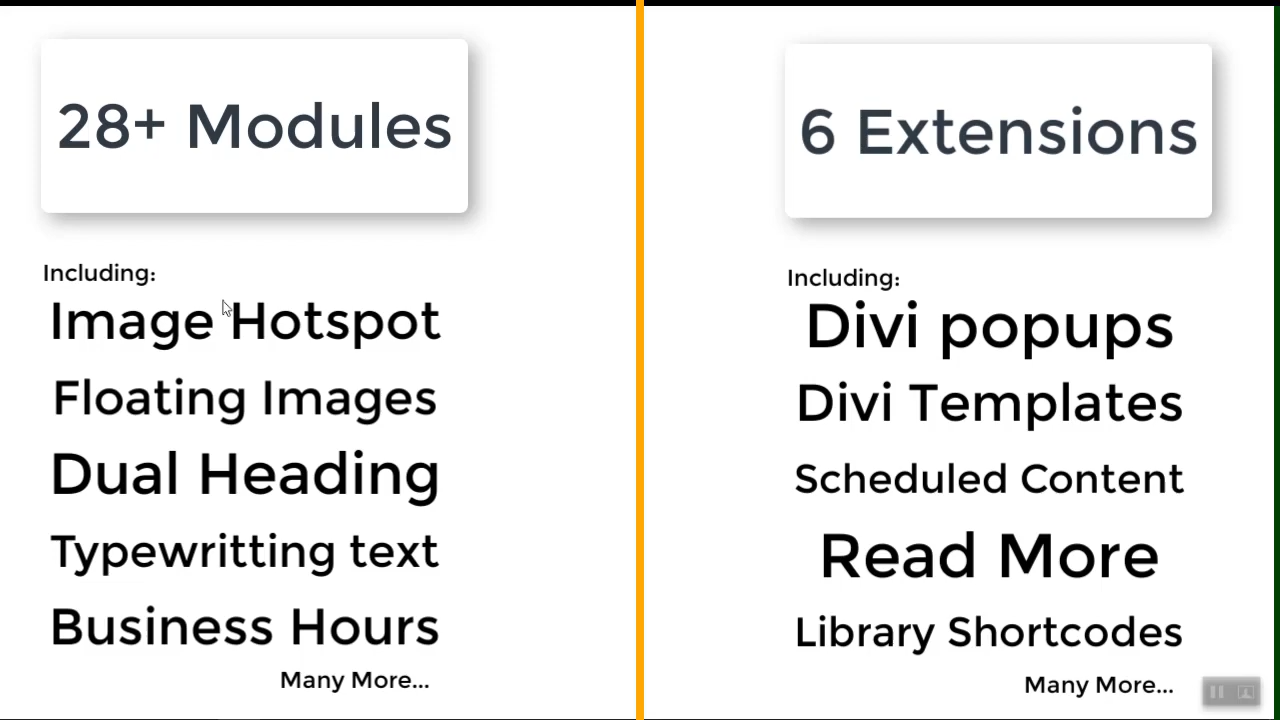 28+ Modules
Including:
Image Hotspot
Floating Images
Dual Heading
Typewritting text
Business Hours
Many More...
6 Extensions
Including:
Divi popups
Divi Templates
Scheduled Content
Read More
Library Shortcodes
Many More...